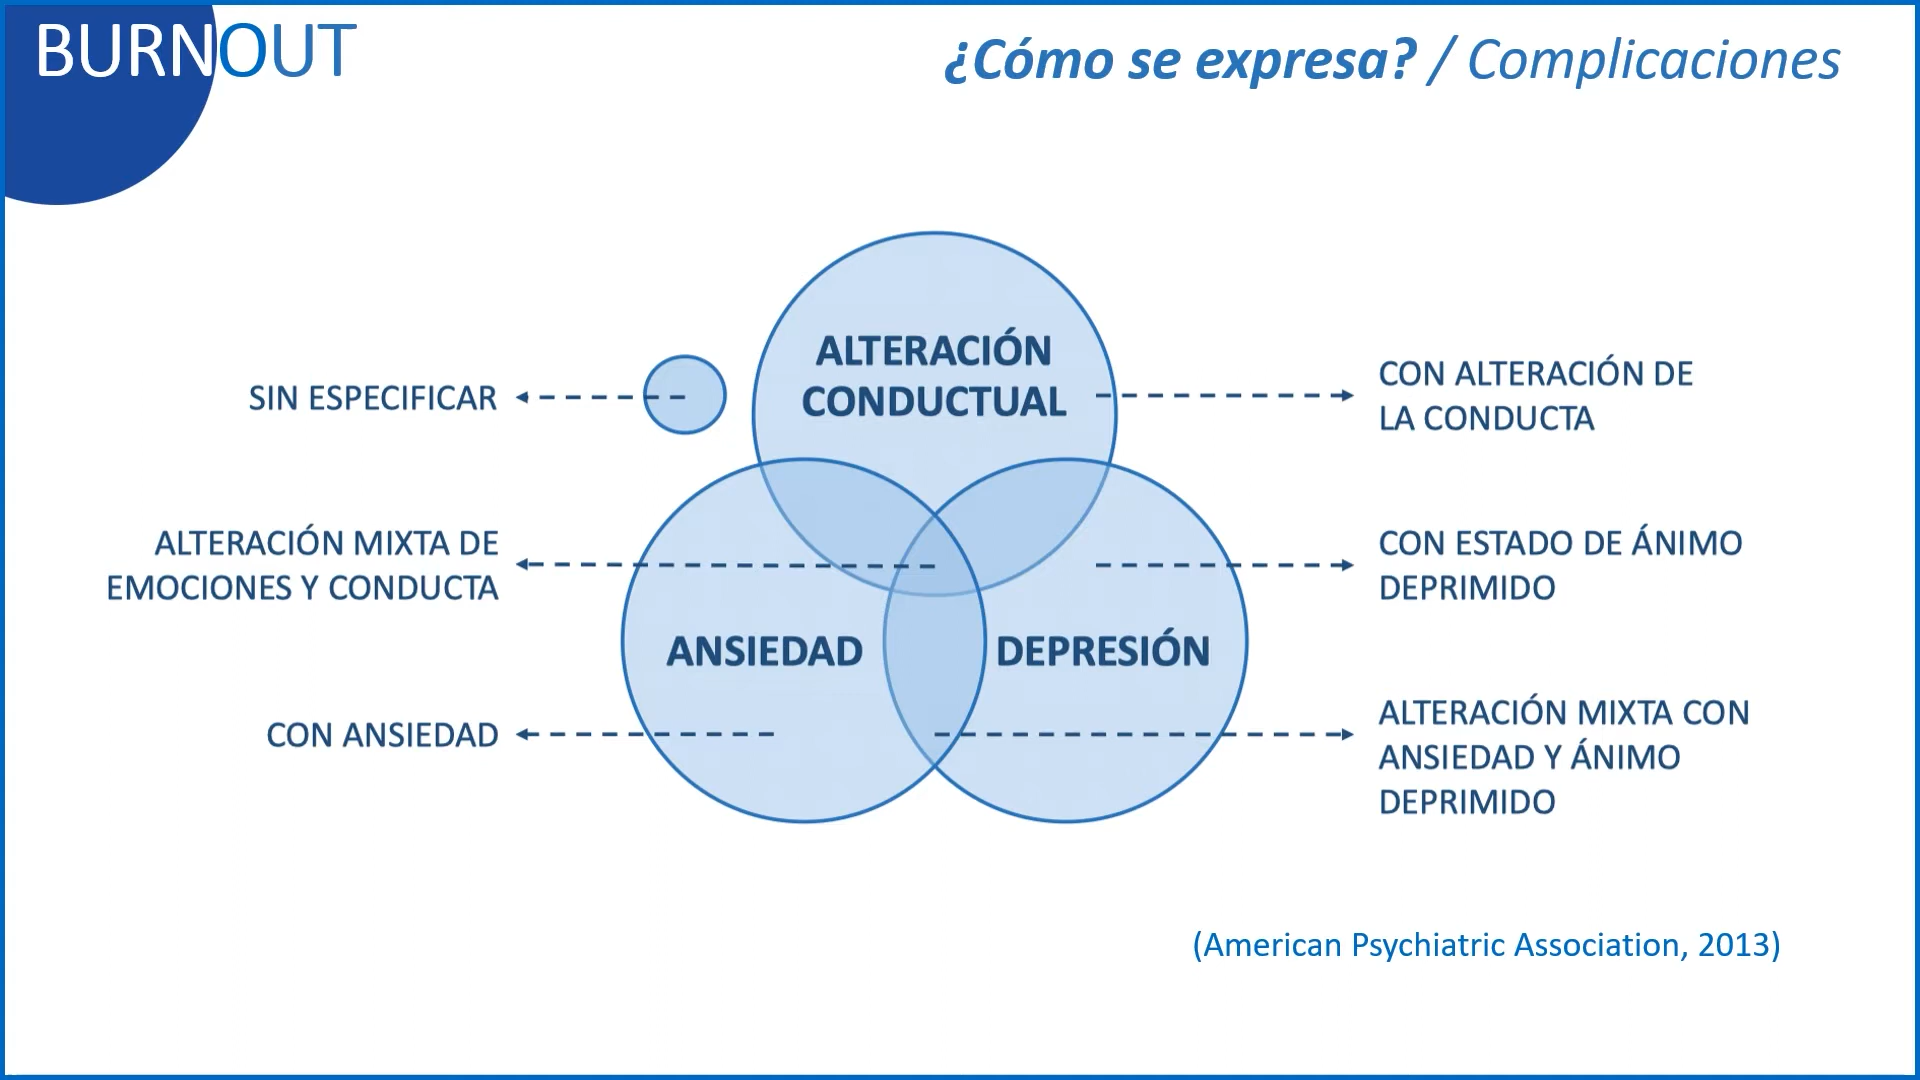 BURNOUT
¿Cómo se expresa? / Complicaciones
ALTERACIÓN
CONDUCTUAL
SIN ESPECIFICAR
CON ALTERACIÓN DE
LA CONDUCTA
ALTERACIÓN MIXTA DE
EMOCIONES Y CONDUCTA
CON ESTADO DE ÁNIMO
DEPRIMIDO
ANSIEDAD
DEPRESIÓN
CON ANSIEDAD
ALTERACIÓN MIXTA CON
ANSIEDAD Y ÁNIMO
DEPRIMIDO
(American Psychiatric Association, 2013)